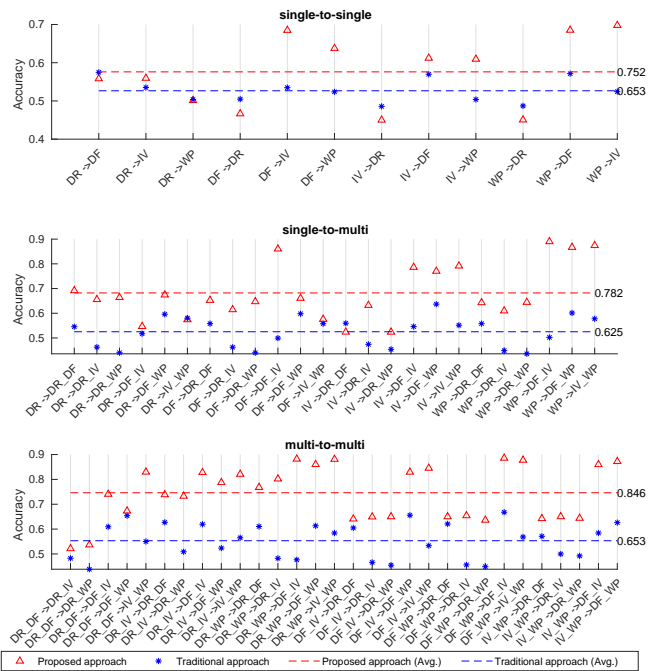 single-to-single
0.7
0.6
0.5
0.4
Accuracy
0.752
0.653
DR ->DF
DR ->IV
DR ->WP
DF ->DR
DF ->IV
DF ->WP
IV ->DR
IV ->DF
IV ->WP
WP ->DR
WP ->DF
WP ->IV
single-to-multi
0.9
0.8
0.7
0.6
0.5
Accuracy
0.782
0.625
DR ->DR_DF
DR ->DR_IV
DR ->DR_WP
DR ->DF_IV
DR ->DF_WP
DR ->IV_WP
DF ->DR_DF
DF ->DR_IV
DF ->DR_WP
DF ->DF_IV
DF ->DF_WP
DF ->IV_WP
IV ->DR_DF
IV ->DR_IV
IV ->DR_WP
IV ->DF_IV
IV ->DF_WP
IV ->IV_WP
WP ->DR_DF
WP ->DR_IV
WP ->DR_WP
WP ->DF_IV
WP ->DF_WP
WP ->IV_WP
multi-to-multi
0.9
0.8
0.7
0.6
0.5
Accuracy
0.846
0.653
DR_DF ->DR_IV
DR_DF ->DR_WP
DR_DF ->DF_IV
DR_DF ->DF_WP
DR_DF ->IV_WP
DR_IV ->DR_DF
DR_IV ->DR_WP
DR_IV ->DF_IV
DR_IV ->DF_WP
DR_IV ->IV_WP
DR_WP ->DR_DF
DR_WP ->DR_IV
DR_WP ->DF_IV
DR_WP ->DF_WP
DR_WP ->IV_WP
DF_IV ->DR_DF
DF_IV ->DR_IV
DF_IV ->DR_WP
DF_IV ->DF_WP
DF_IV ->IV_WP
DF_WP ->DR_DF
DF_WP ->DR_IV
DF_WP ->DR_WP
DF_WP ->DF_IV
DF_WP ->IV_WP
IV_WP ->DR_DF
IV_WP ->DR_IV
IV_WP ->DR_WP
IV_WP ->DF_IV
IV_WP ->DF_WP
Proposed approach
Traditional approach
Proposed approach (Avg.)
Traditional approach (Avg.)